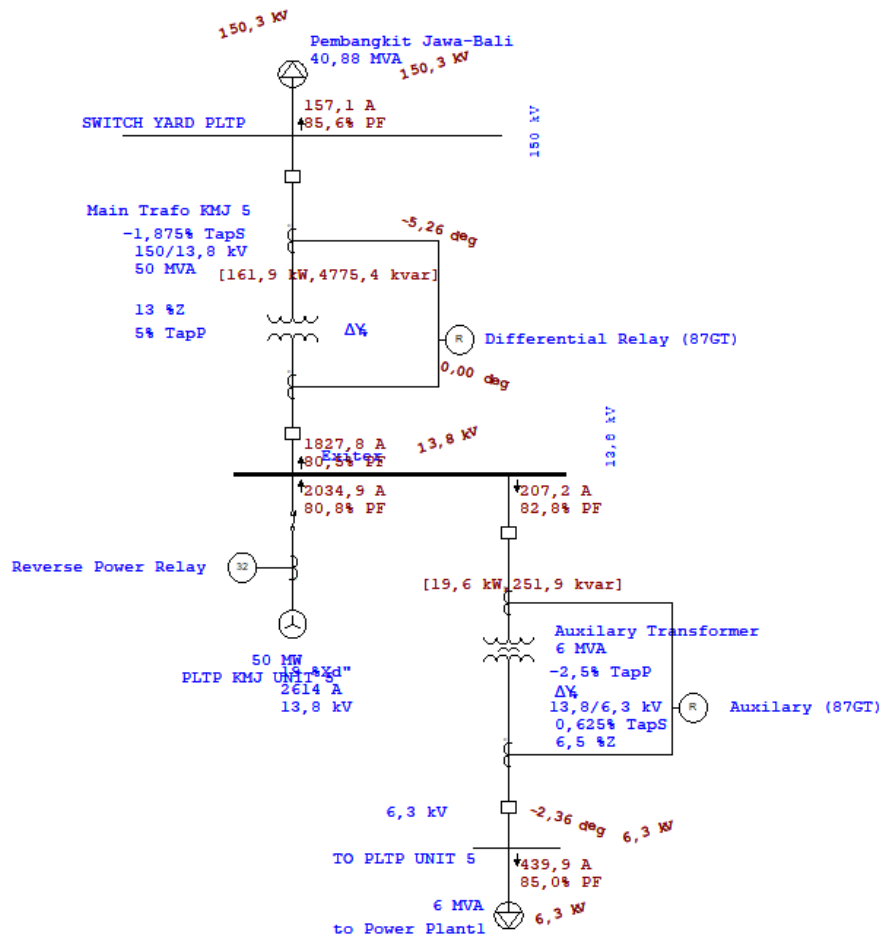 150,3 kV
Pembangkit Jawa-Bali
40,88 MVA
150,3 kV
157,1 A
85,6% PF
SWITCH YARD PLTP
150 kV
Main Trafo KMJ 5
-1,875% TapS
150/13,8 kV
50 MVA
-5,26 deg
[161,9 kW,4775,4 kvar]
13 %Z
5% TapP
ΔY
R
Differential Relay (87GT)
0,00 deg
13,8 kV
13,8 kV
1827,8 A
80,5% PF
Exiter
2034,9 A
80,8% PF
207,2 A
82,8% PF
Reverse Power Relay
32
[19,6 kW,251,9 kvar]
Auxilary Transformer
6 MVA
-2,5% TapP
ΔY
13,8/6,3 kV
0,625% TapS
6,5 %Z
R
Auxilary (87GT)
50 MW
19 %Xd"
PLTP KMJ UNIT 5
2614 A
13,8 kV
6,3 kV
-2,36 deg
6,3 kV
TO PLTP UNIT 5
439,9 A
85,0% PF
6 MVA
to Power Plant1
6,3 kV